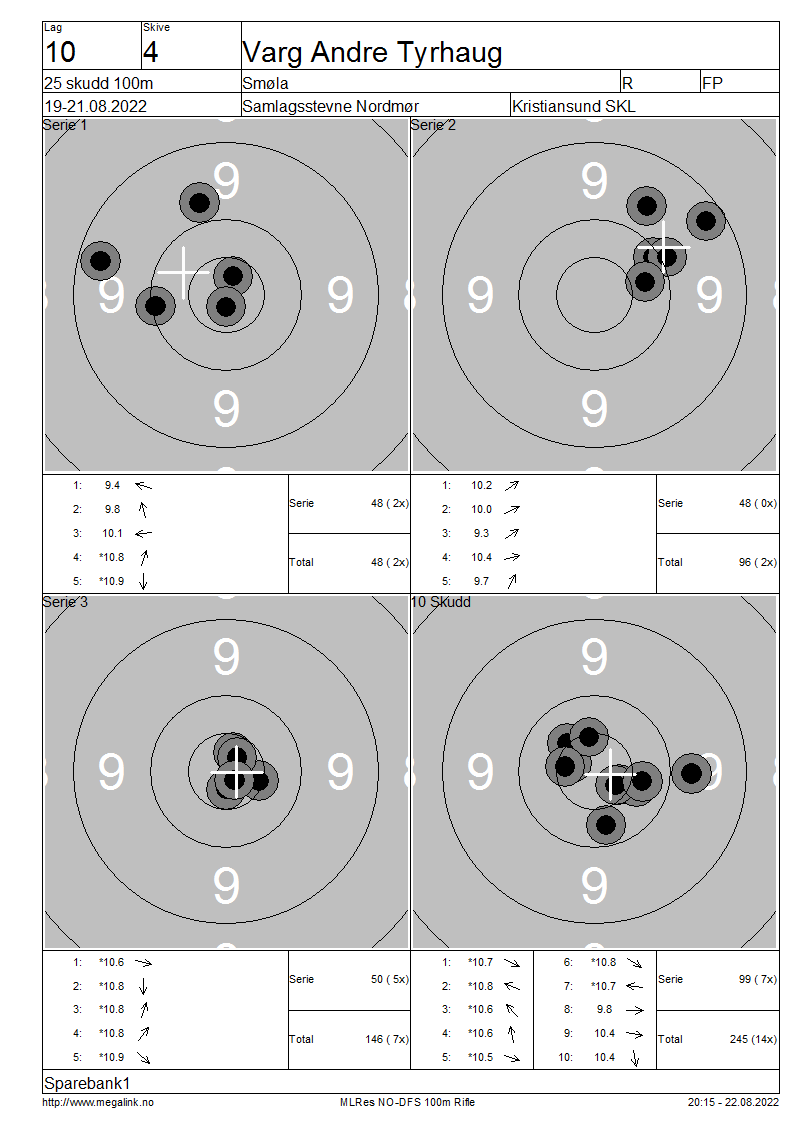 Lag
Skive
10
4
Varg Andre Tyrhaug
25 skudd 100m
Smøla
R
FP
19-21.08.2022
Samlagsstevne Nordmør
Kristiansund SKL
Serie 1
9
9
9
9
Serie 2
9
9
9
9
1: 9.4
2: 9.8
3: 10.1
4: *10.8
5: *10.9
Serie 48 ( 2x)
Total 48 ( 2x)
1: 10.2
2: 10.0
3: 9.3
4: 10.4
5: 9.7
Serie 48 ( 0x)
Total 96 ( 2x)
Serie 3
9
9
9
9
10 Skudd
9
9
9
9
1: *10.6
2: *10.8
3: *10.8
4: *10.8
5: *10.9
Serie 50 ( 5x)
Total 146 ( 7x)
1: *10.7
2: *10.8
3: *10.6
4: *10.6
5: *10.5
6: *10.8
7: *10.7
8: 9.8
9: 10.4
10: 10.4
Serie 99 ( 7x)
Total 245 (14x)
Sparebank1
http://www.megalink.no
MLRes NO-DFS 100m Rifle
20:15 - 22.08.2022